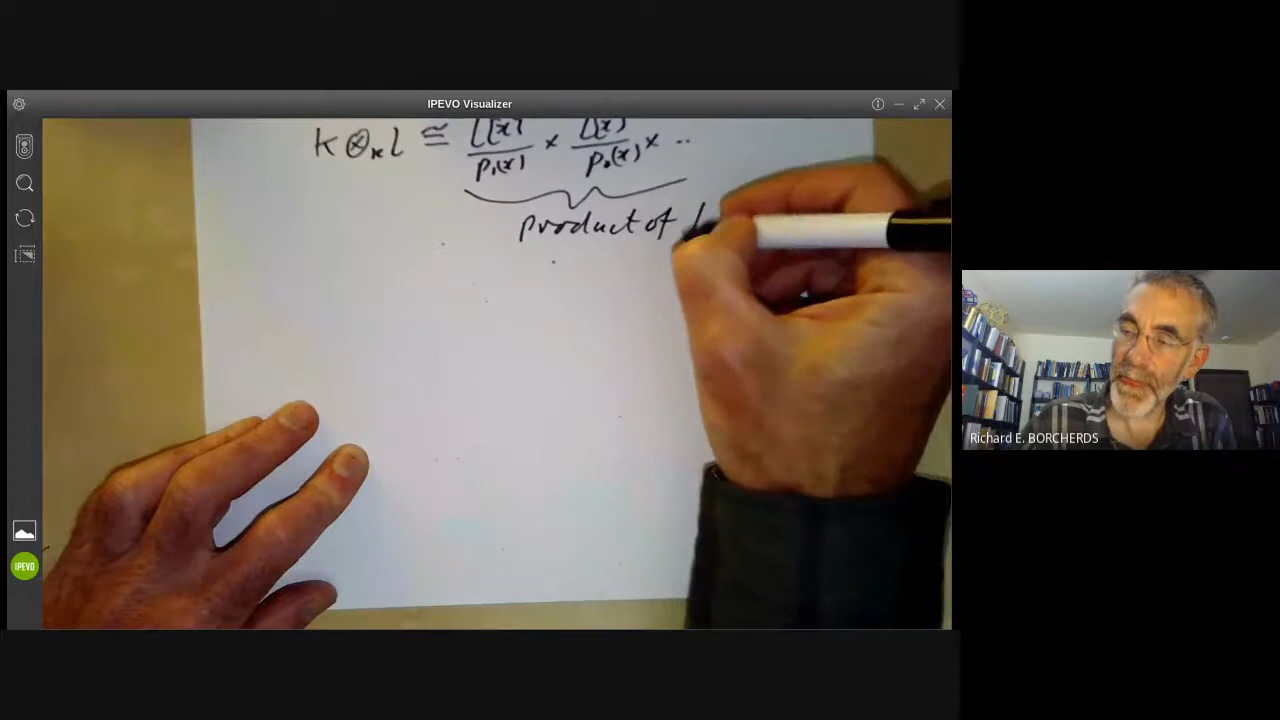 IPEVO Visualizer
K ⊗ₖ L ≅ L[x]/p₁(x) × L[x]/p₂(x) × ..
product of
Richard E. BORCHERDS
IPEVO